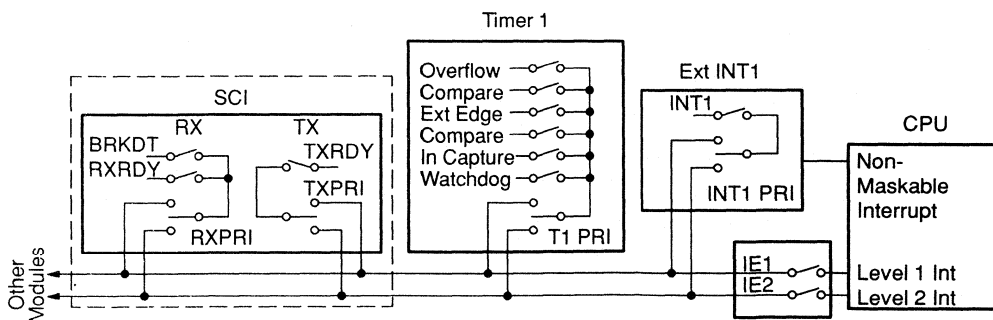 Timer 1
Overflow
Compare
Ext Edge
Compare
In Capture
Watchdog
T1 PRI
SCI
RX
TX
BRKDT
RXRDY
TXRDY
TXPRI
RXPRI
Ext INT1
INT1
INT1 PRI
CPU
Non-
Maskable
Interrupt
IE1
IE2
Level 1 Int
Level 2 Int
Other
Modules